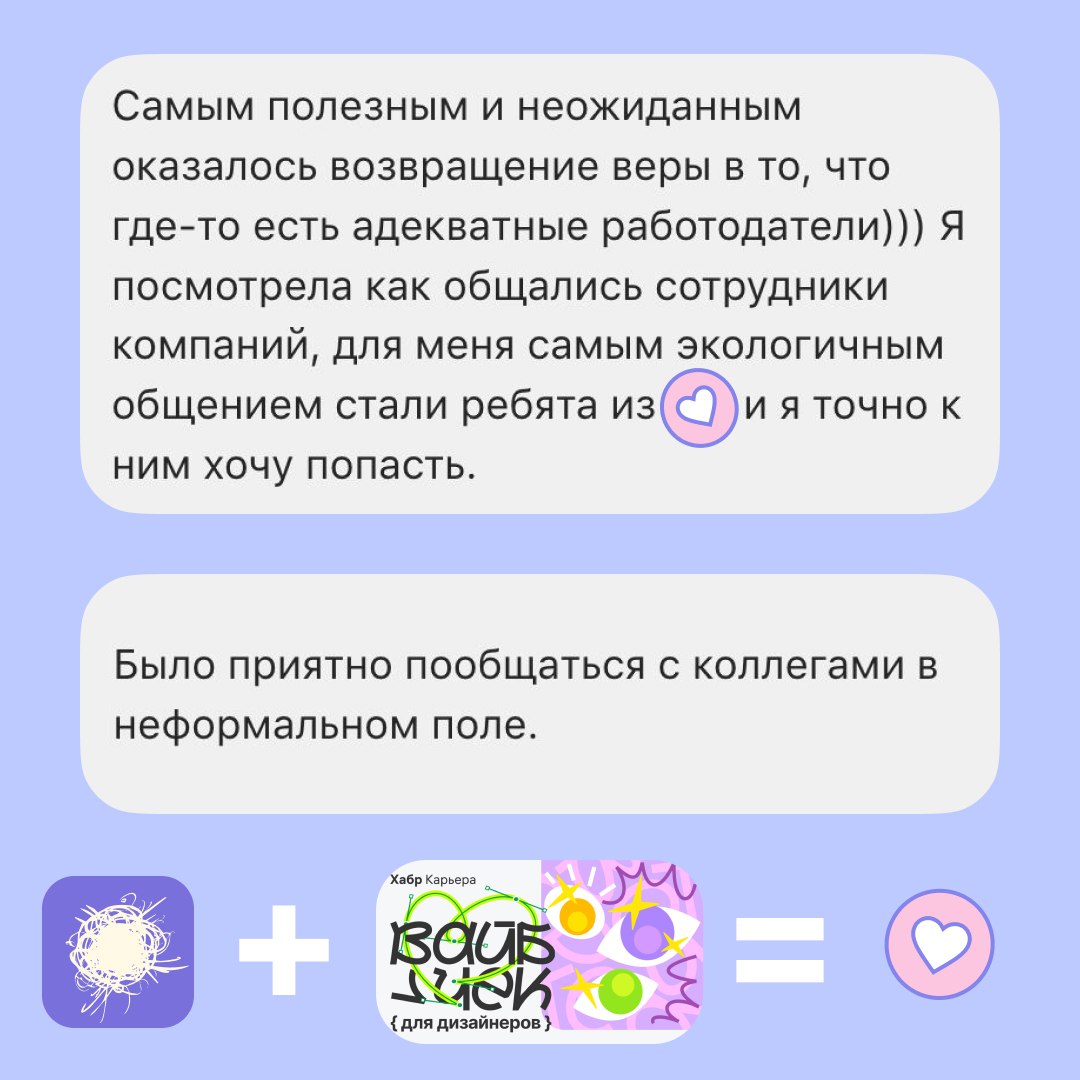 Самым полезным и неожиданным
оказалось возвращение веры в то, что
где-то есть адекватные работодатели))) Я
посмотрела как общались сотрудники
компаний, для меня самым экологичным
общением стали ребята из и я точно к
ним хочу попасть.
Было приятно пообщаться с коллегами в
неформальном поле.
Хабр Карьера
ВАЙБ
ЧЕК
{ для дизайнеров }